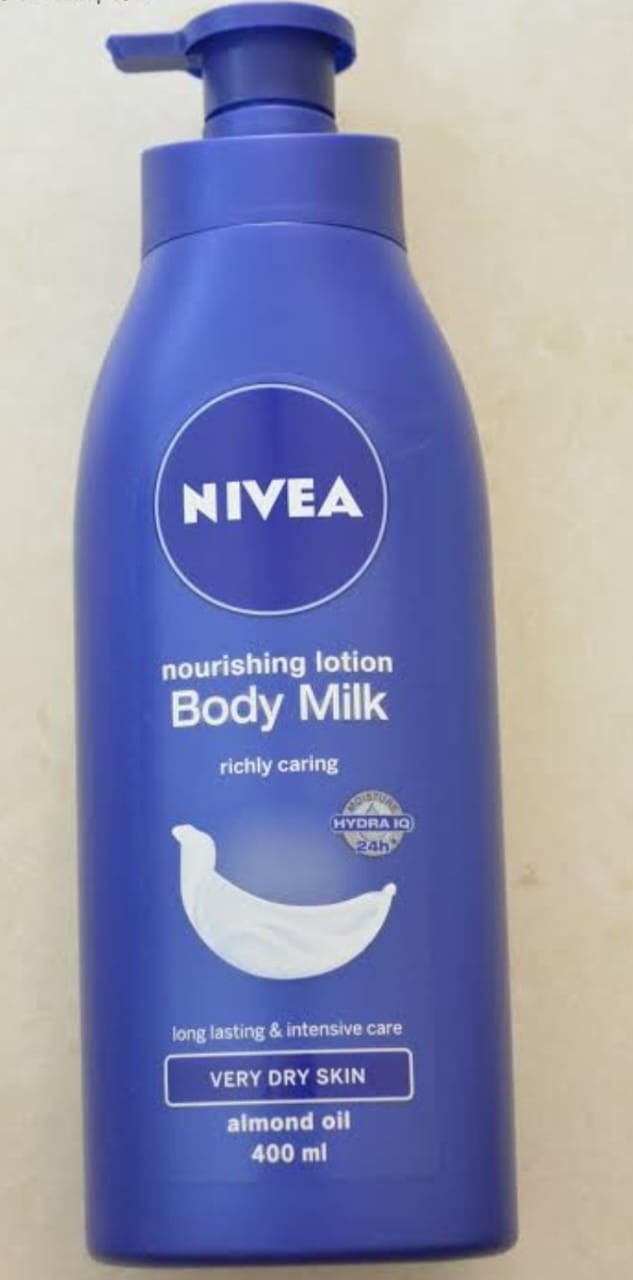 NIVEA
nourishing lotion
Body Milk
richly caring
MOISTURE
HYDRA IQ
24h*
long lasting & intensive care
VERY DRY SKIN
almond oil
400 ml